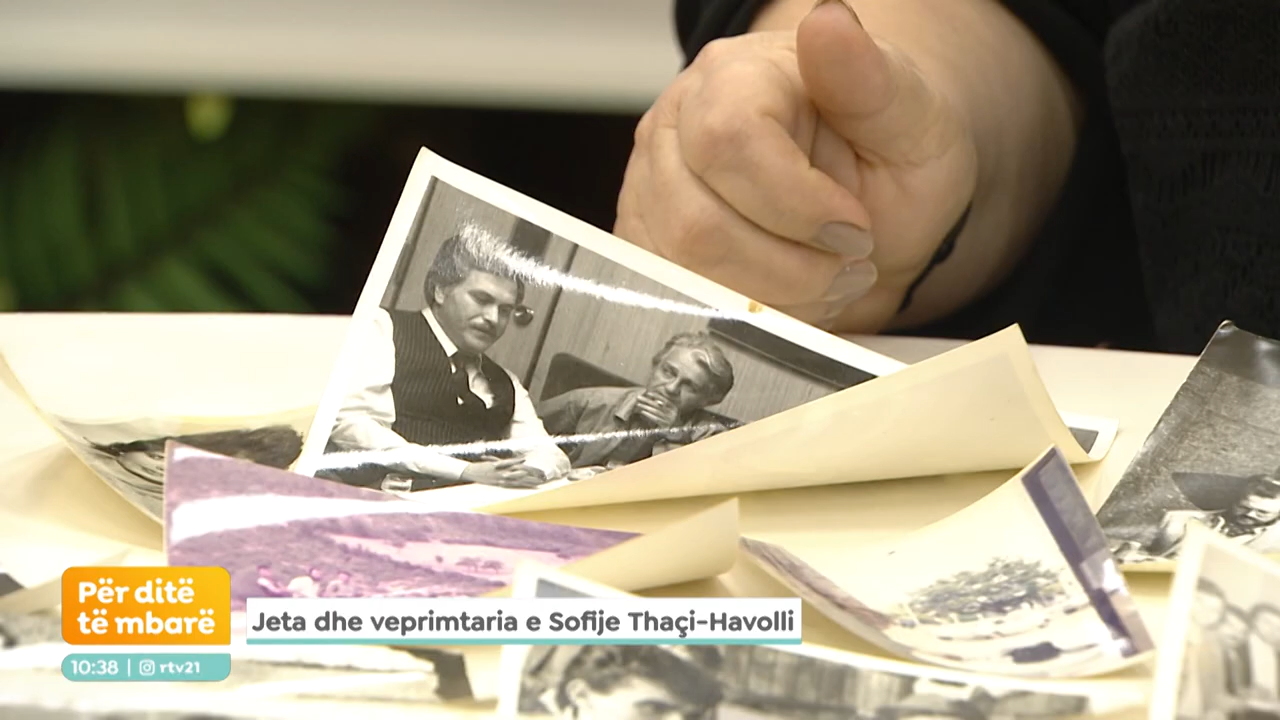 Për ditë
të mbarë
Jeta dhe veprimtaria e Sofije Thaçi-Havolli
10:38 | rtv21